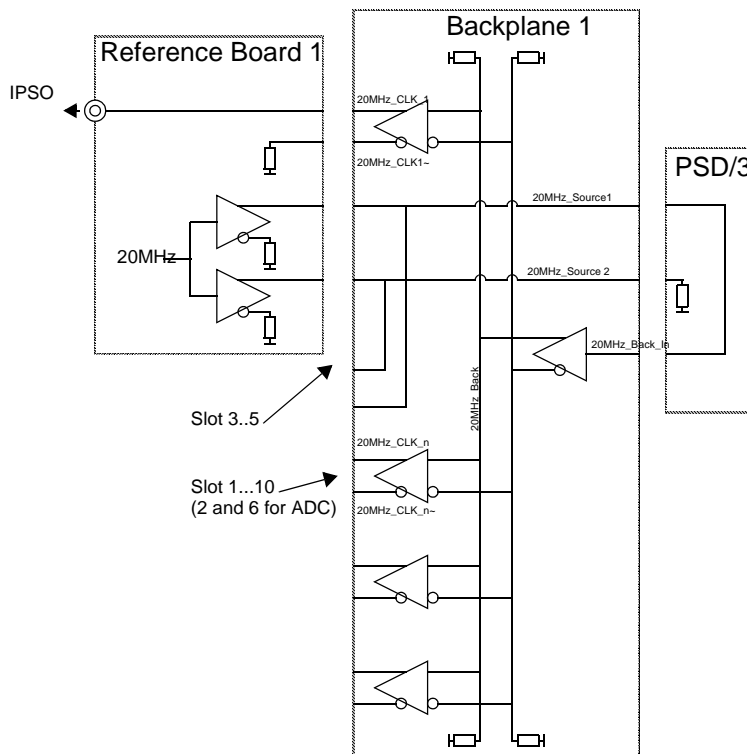 Backplane 1
Reference Board 1
IPSO
20MHz_CLK_1
20MHz_CLK1~
PSD/3
20MHz_Source1
20MHz
20MHz_Source 2
20MHz_Back_In
20MHz_Back
Slot 3..5
20MHz_CLK_n
Slot 1...10
(2 and 6 for ADC)
20MHz_CLK_n~